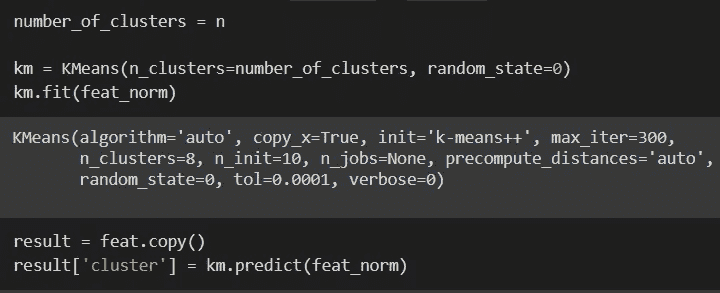 number_of_clusters = n
km = KMeans(n_clusters=number_of_clusters, random_state=0)
km.fit(feat_norm)
KMeans(algorithm='auto', copy_x=True, init='k-means++', max_iter=300,
n_clusters=8, n_init=10, n_jobs=None, precompute_distances='auto',
random_state=0, tol=0.0001, verbose=0)
result = feat.copy()
result['cluster'] = km.predict(feat_norm)